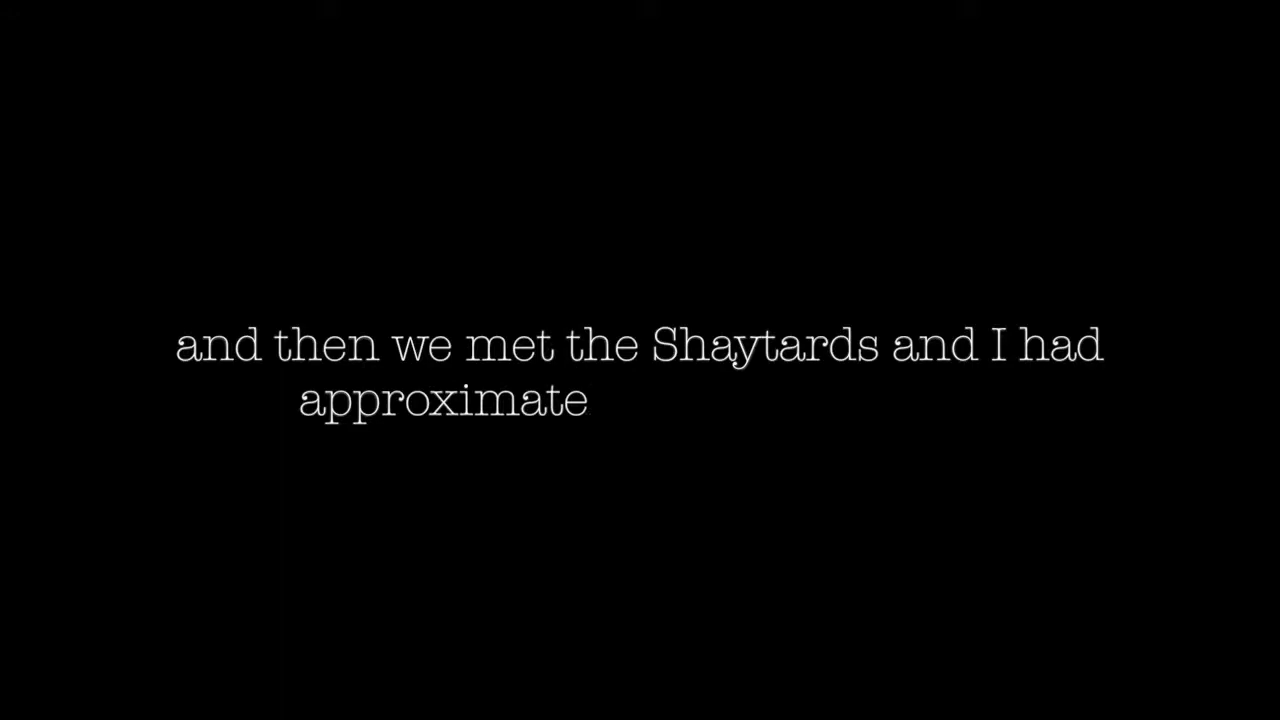 and then we met the Shaytards and I had
approximate